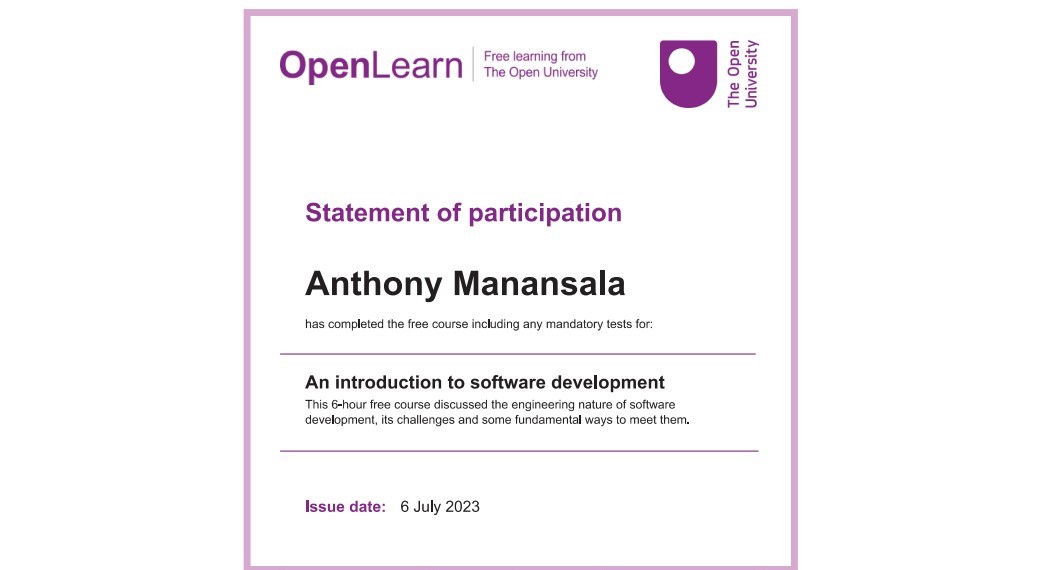 OpenLearn
Free learning from
The Open University
The Open
University
Statement of participation
Anthony Manansala
has completed the free course including any mandatory tests for:
An introduction to software development
This 6-hour free course discussed the engineering nature of software
development, its challenges and some fundamental ways to meet them.
Issue date: 6 July 2023